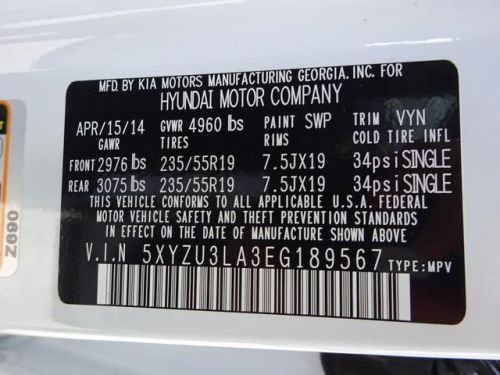 MFD. BY KIA MOTORS MANUFACTURING GEORGIA. INC. FOR
HYUNDAI MOTOR COMPANY
APR/15/14 GVWR 4960 lbs PAINT SWP TRIM VYN
GAWR TIRES RIMS COLD TIRE INFL
FRONT 2976 lbs 235/55R19 7.5JX19 34psi SINGLE
REAR 3075 lbs 235/55R19 7.5JX19 34psi SINGLE
THIS VEHICLE CONFORMS TO ALL APPLICABLE U.S.A. FEDERAL
MOTOR VEHICLE SAFETY AND THEFT PREVENTION STANDARDS
IN EFFECT ON THE DATE OF MANUFACTURE SHOWN ABOVE.
V.I.N 5XYZU3LA3EG189567 TYPE: MPV
Z690